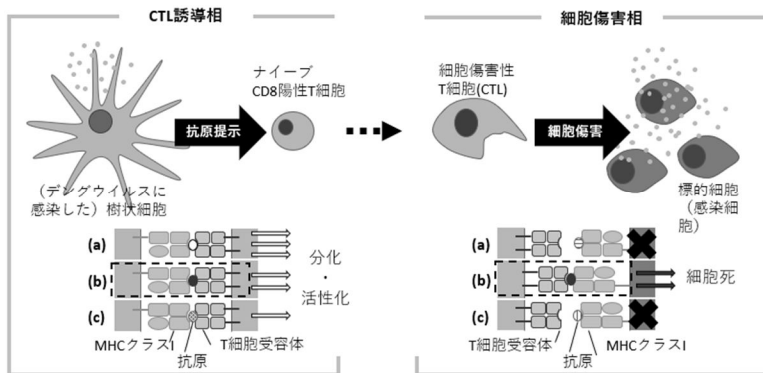 CTL誘導相
細胞傷害相
ナイーブ
CD8陽性T細胞
抗原提示
（デングウイルスに
感染した）樹状細胞
細胞傷害性
T細胞(CTL)
細胞傷害
標的細胞
（感染細
胞）
(a)
(b)
(c)
分化
・
活性化
MHCクラスI
抗原
T細胞受容体
(a)
(b)
(c)
細胞死
T細胞受容体
抗原
MHCクラスI